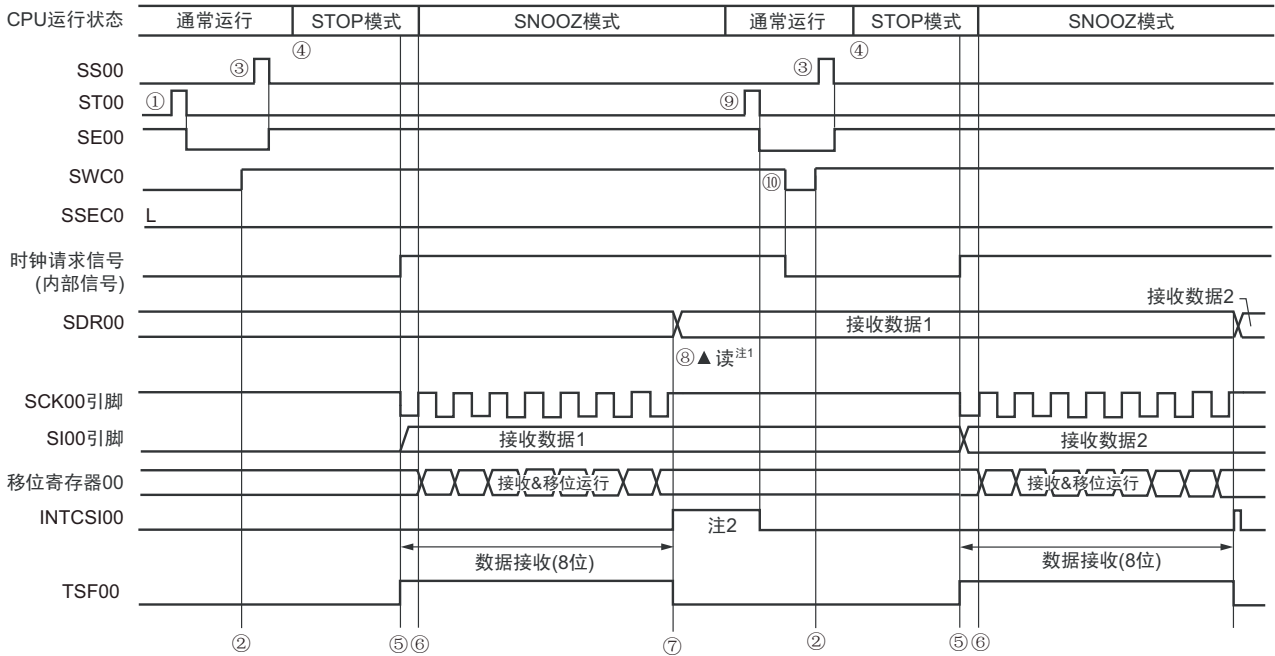 CPU运行状态 通常运行 STOP模式 SNOOZ模式 通常运行 STOP模式 SNOOZ模式
④ ④
SS00 ③ ③
ST00 ① ⑨
SE00
SWC0 ⑩
SSEC0 L
时钟请求信号
(内部信号)
接收数据2
SDR00 接收数据1
⑧▲读注1
SCK00引脚
SI00引脚 接收数据1 接收数据2
移位寄存器00 接收&移位运行 接收&移位运行
INTCSI00 注2
数据接收(8位) 数据接收(8位)
TSF00
② ⑤ ⑥ ⑦ ② ⑤ ⑥